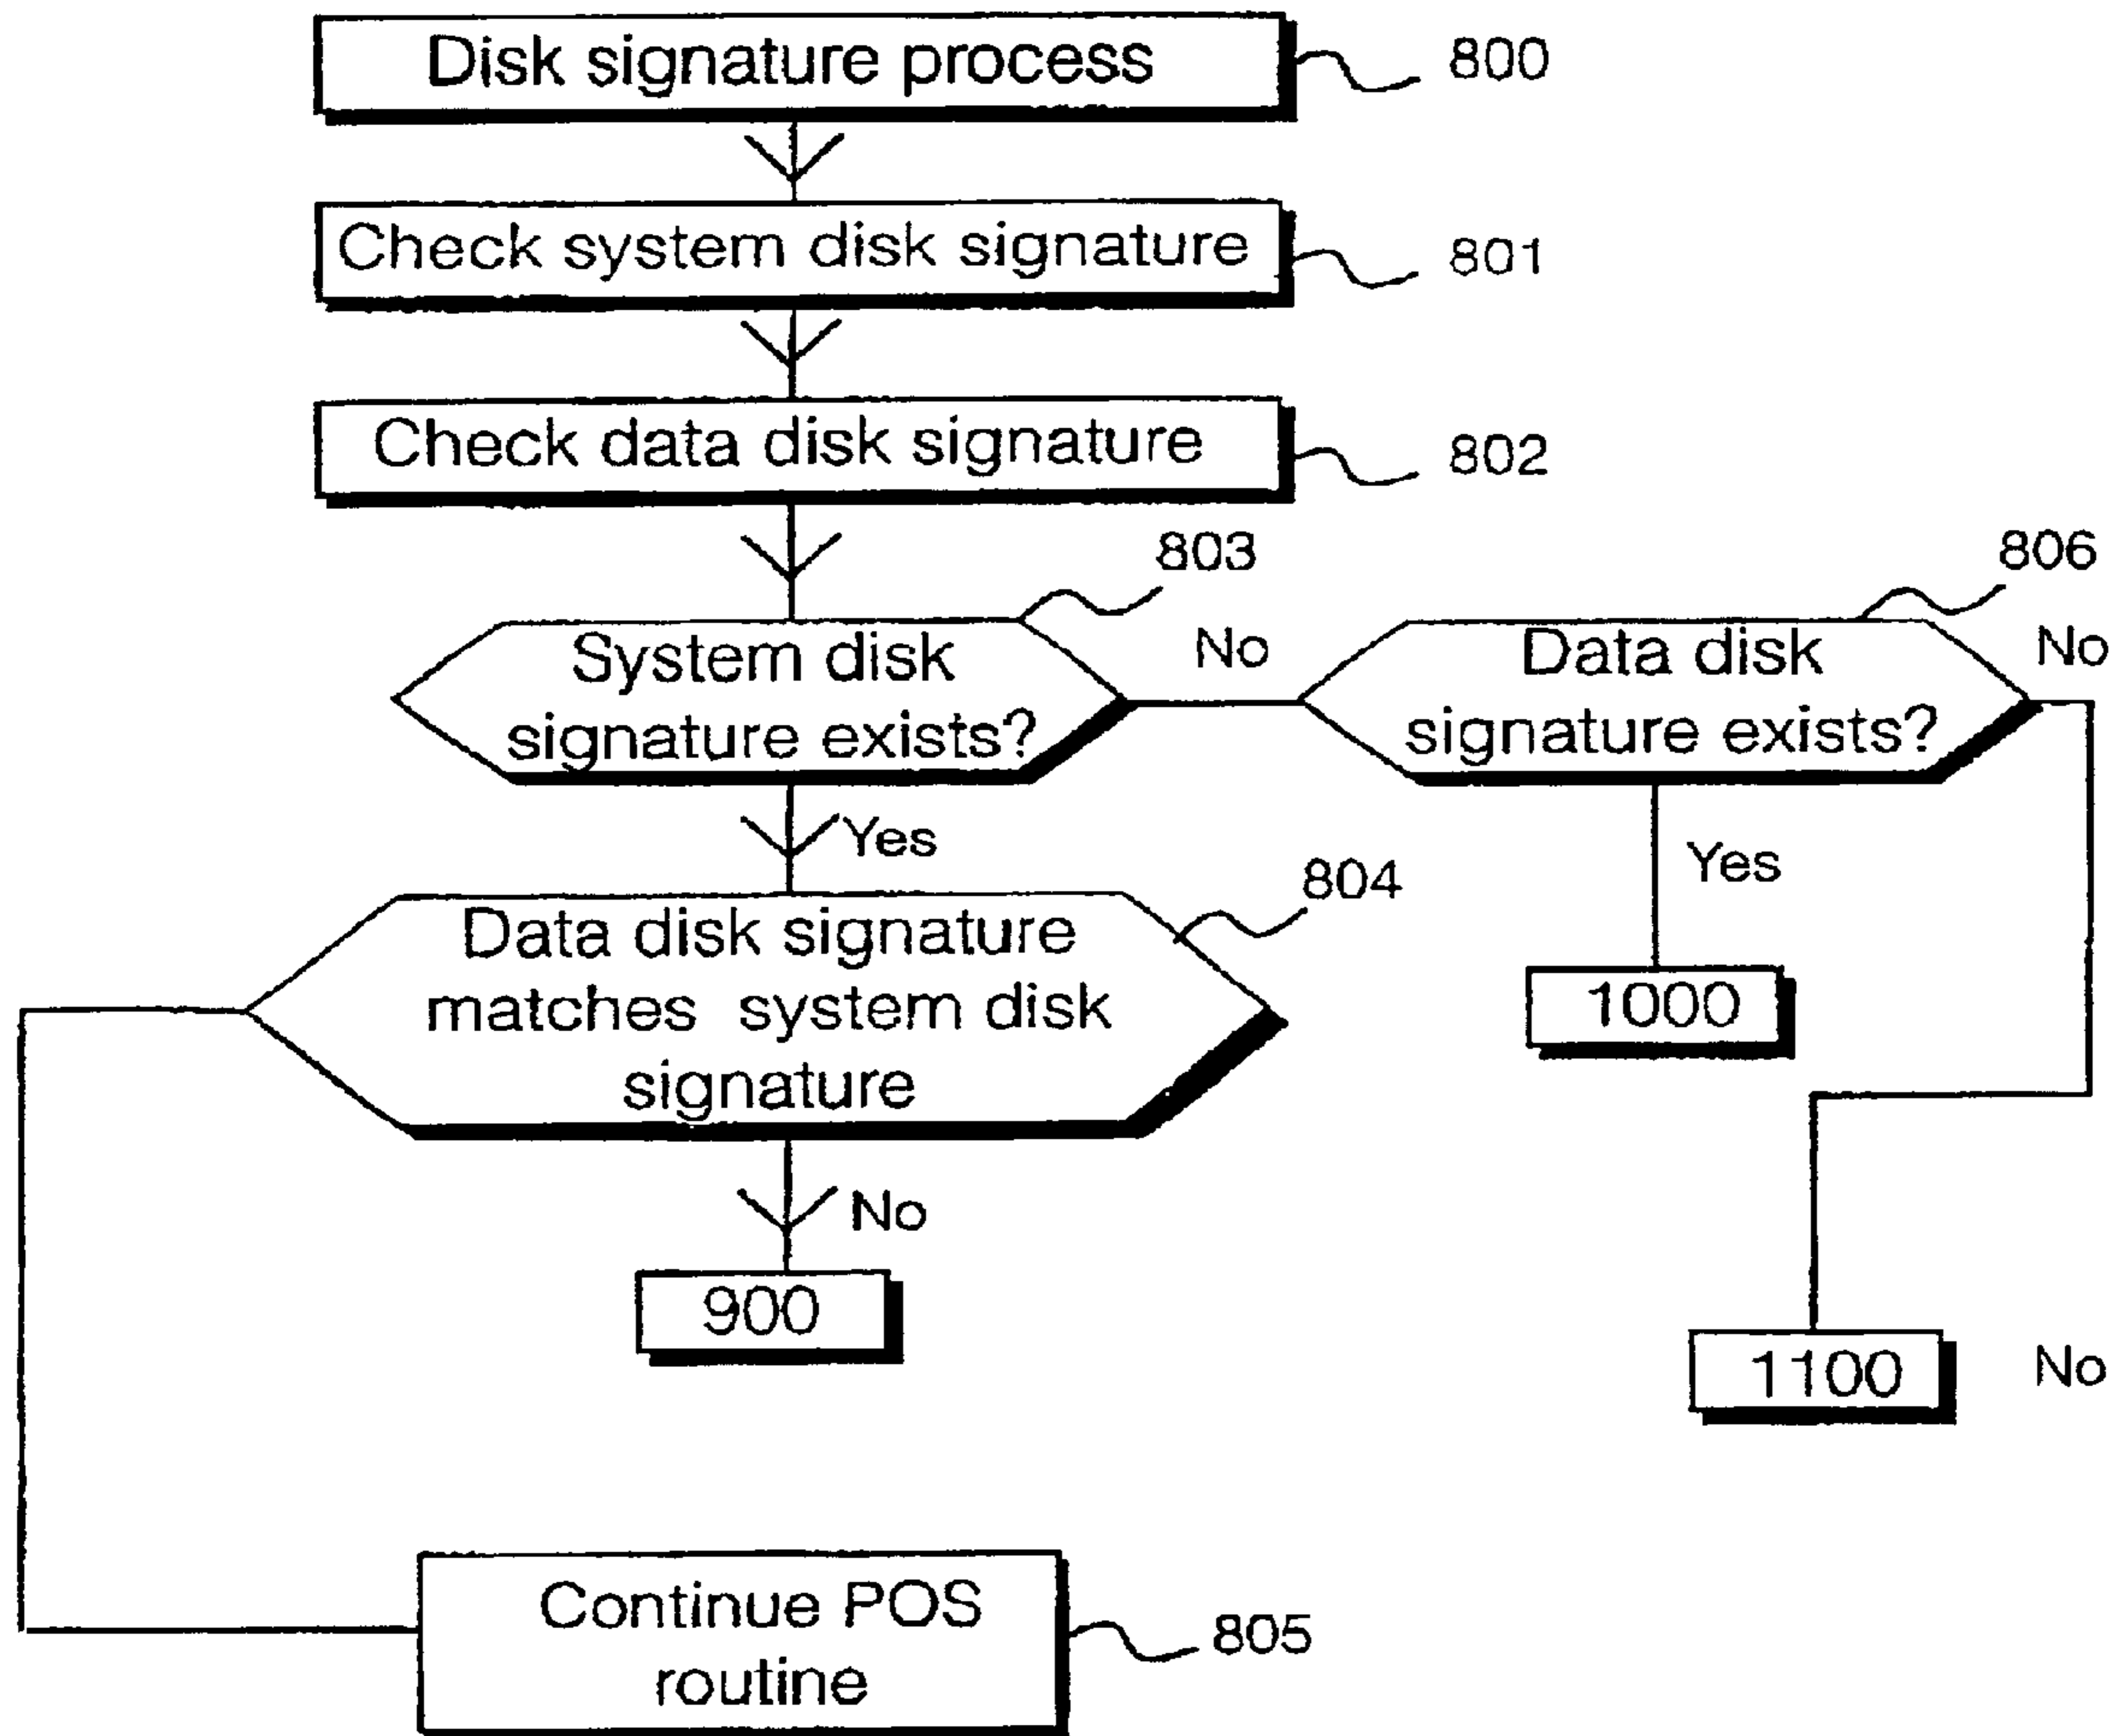 Disk signature process
800
Check system disk signature
801
Check data disk signature
802
803
806
System disk
signature exists?
No
Data disk
signature exists?
No
Yes
Yes
804
Data disk signature
matches system disk
signature
1000
No
900
1100
No
Continue POS
routine
805